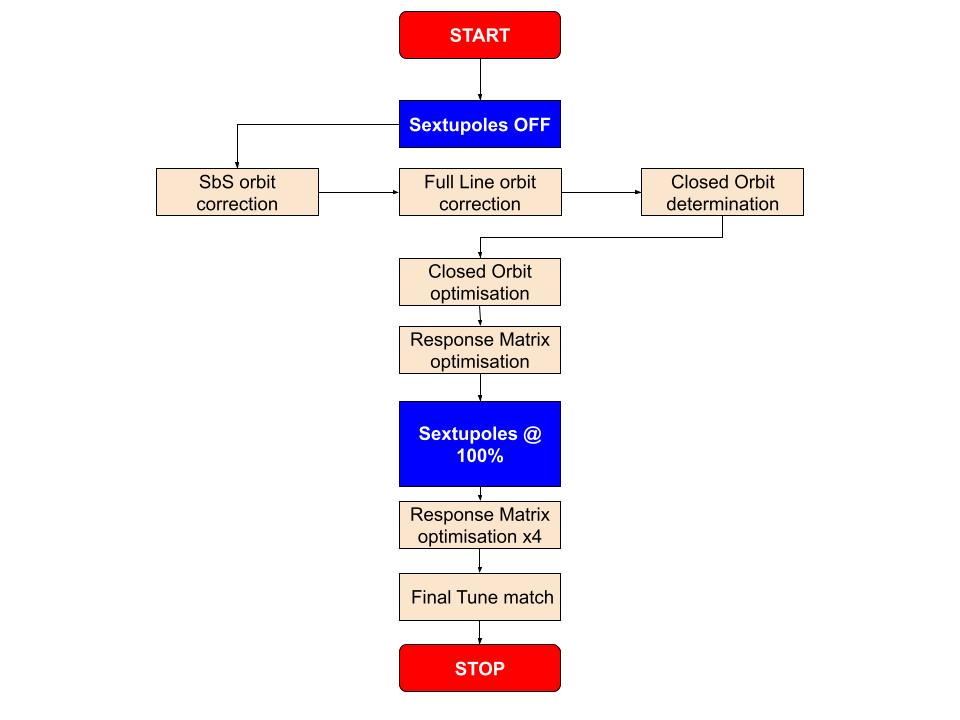 START
Sextupoles OFF
SbS orbit
correction
Full Line orbit
correction
Closed Orbit
determination
Closed Orbit
optimisation
Response Matrix
optimisation
Sextupoles @
100%
Response Matrix
optimisation x4
Final Tune match
STOP